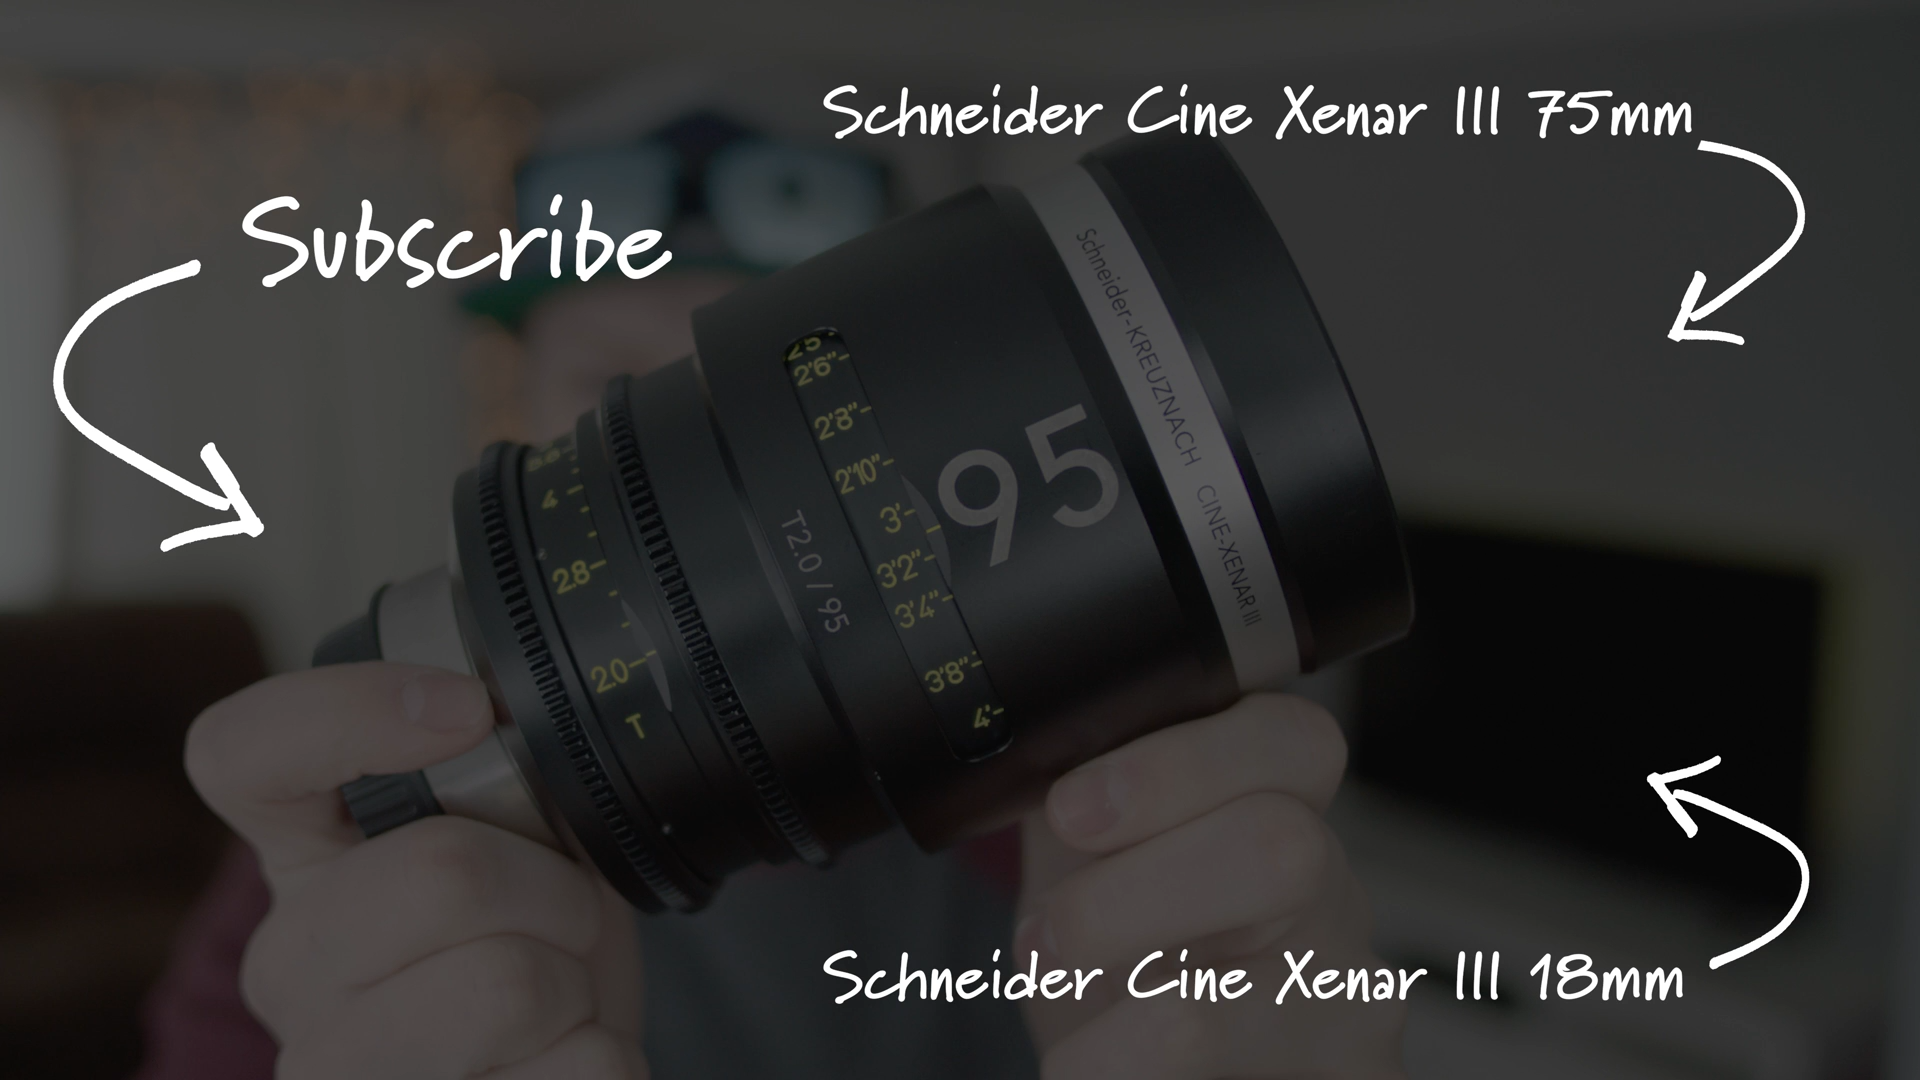 Schneider Cine Xenar III 75mm
Subscribe
Schneider-KREUZNACH CINE-XENAR III
95
T2.0 / 95
2'6"
2'8"
2'10"
3'
3'2"
3'4"
3'8"
4'
4
2.8
2.0
T
Schneider Cine Xenar III 18mm